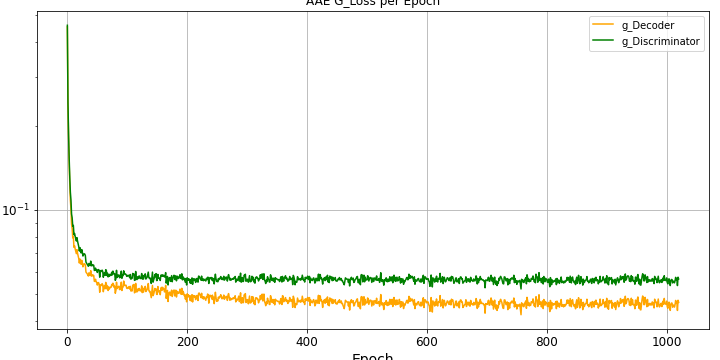 AAE G_Loss per Epoch
g_Decoder
g_Discriminator
10⁻¹
0 200 400 600 800 1000
Epoch